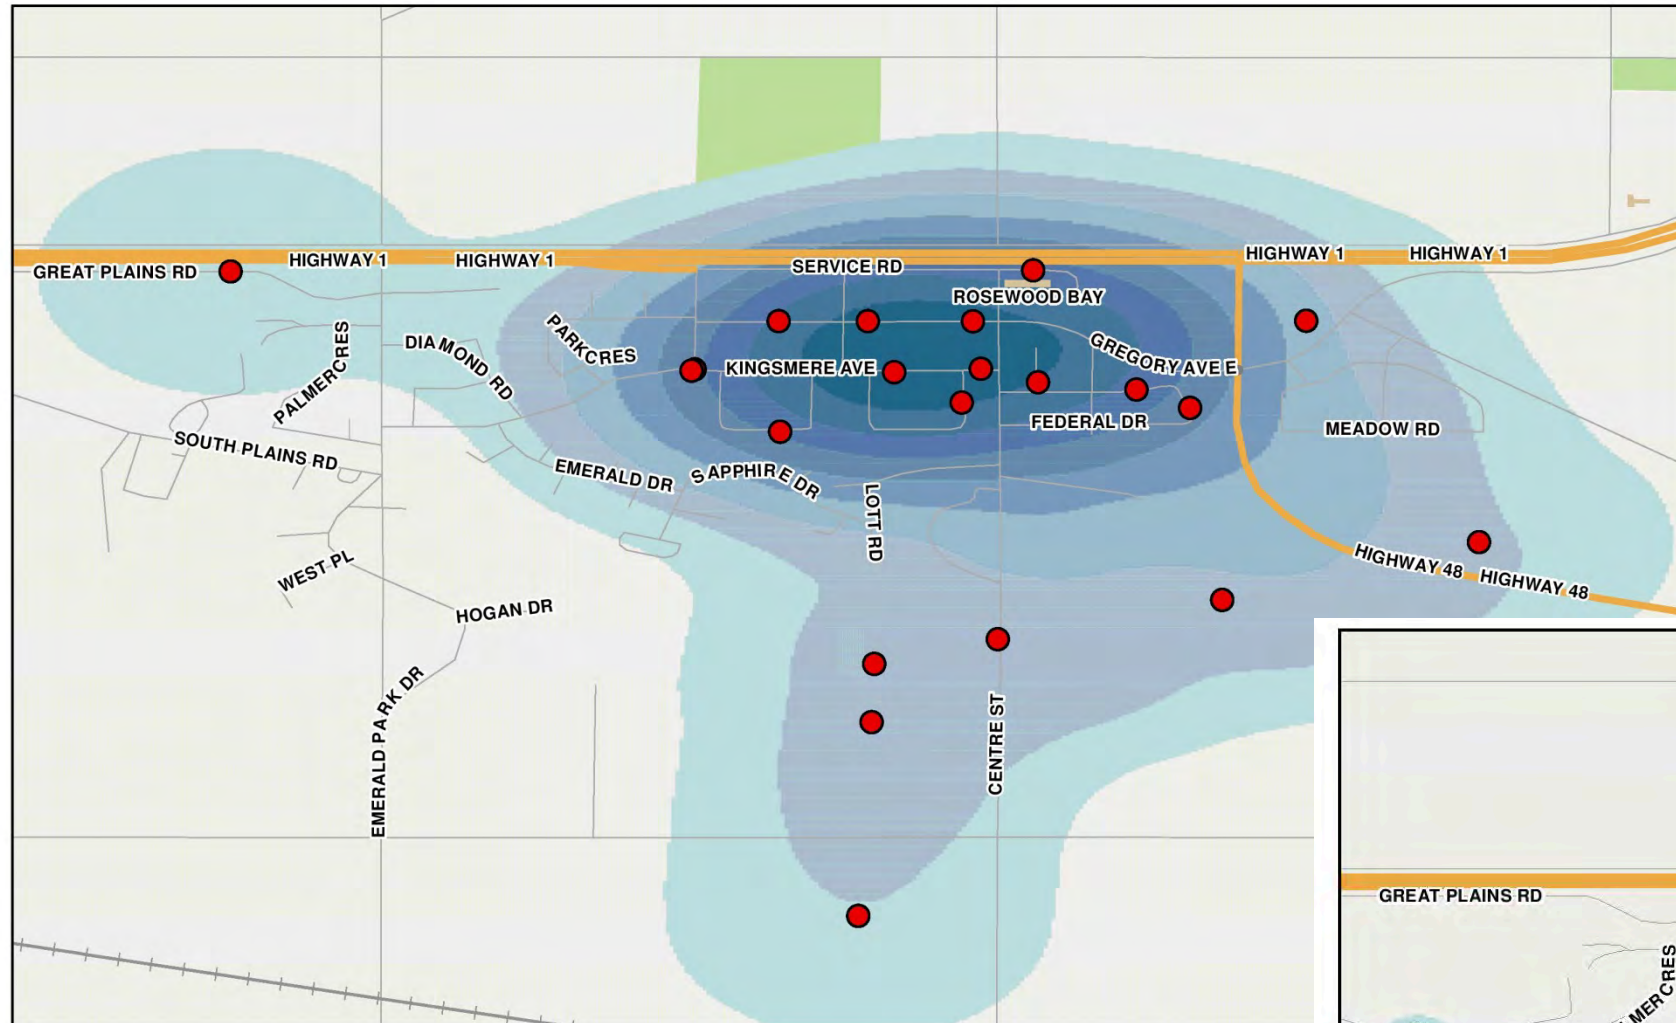 HIGHWAY 1
HIGHWAY 1
HIGHWAY 1
HIGHWAY 1
GREAT PLAINS RD
SERVICE RD
ROSEWOOD BAY
PALMERCRES
DIAMOND RD
PARKCRES
KINGSMERE AVE
GREGORY AVE E
FEDERAL DR
MEADOW RD
SOUTH PLAINS RD
EMERALD DR
SAPPHIRE DR
LOTT RD
WEST PL
HOGAN DR
HIGHWAY 48
HIGHWAY 48
EMERALD PARK DR
CENTRE ST
GREAT PLAINS RD
MERCRES